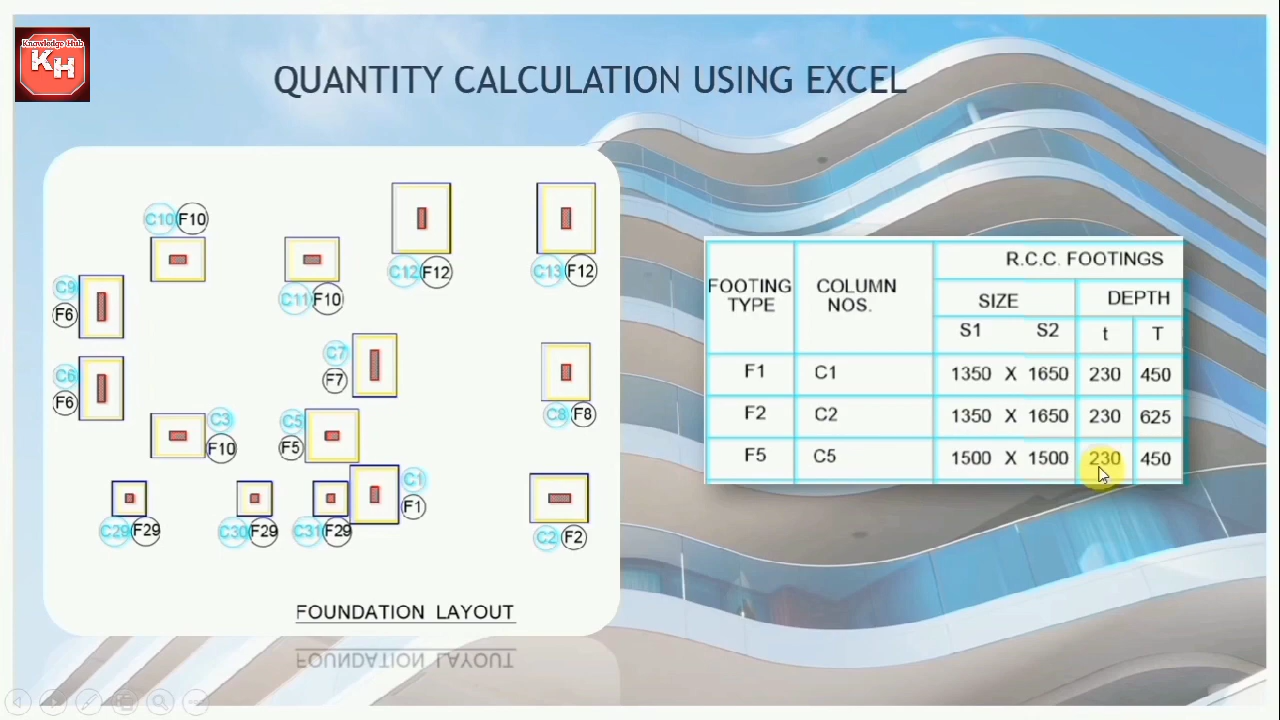 Knowledge Hub
KH
QUANTITY CALCULATION USING EXCEL
C10 F10
C12 F12
C13 F12
C9
F6
C11 F10
C7
F7
C6
F6
C8 F8
C3
F10
C5
F5
C1
F1
C29 F29
C30 F29
C31 F29
C2 F2
FOUNDATION LAYOUT
FOOTING TYPE
COLUMN NOS.
R.C.C. FOOTINGS
SIZE DEPTH
S1 S2 t T
F1 C1 1350 X 1650 230 450
F2 C2 1350 X 1650 230 625
F5 C5 1500 X 1500 230 450